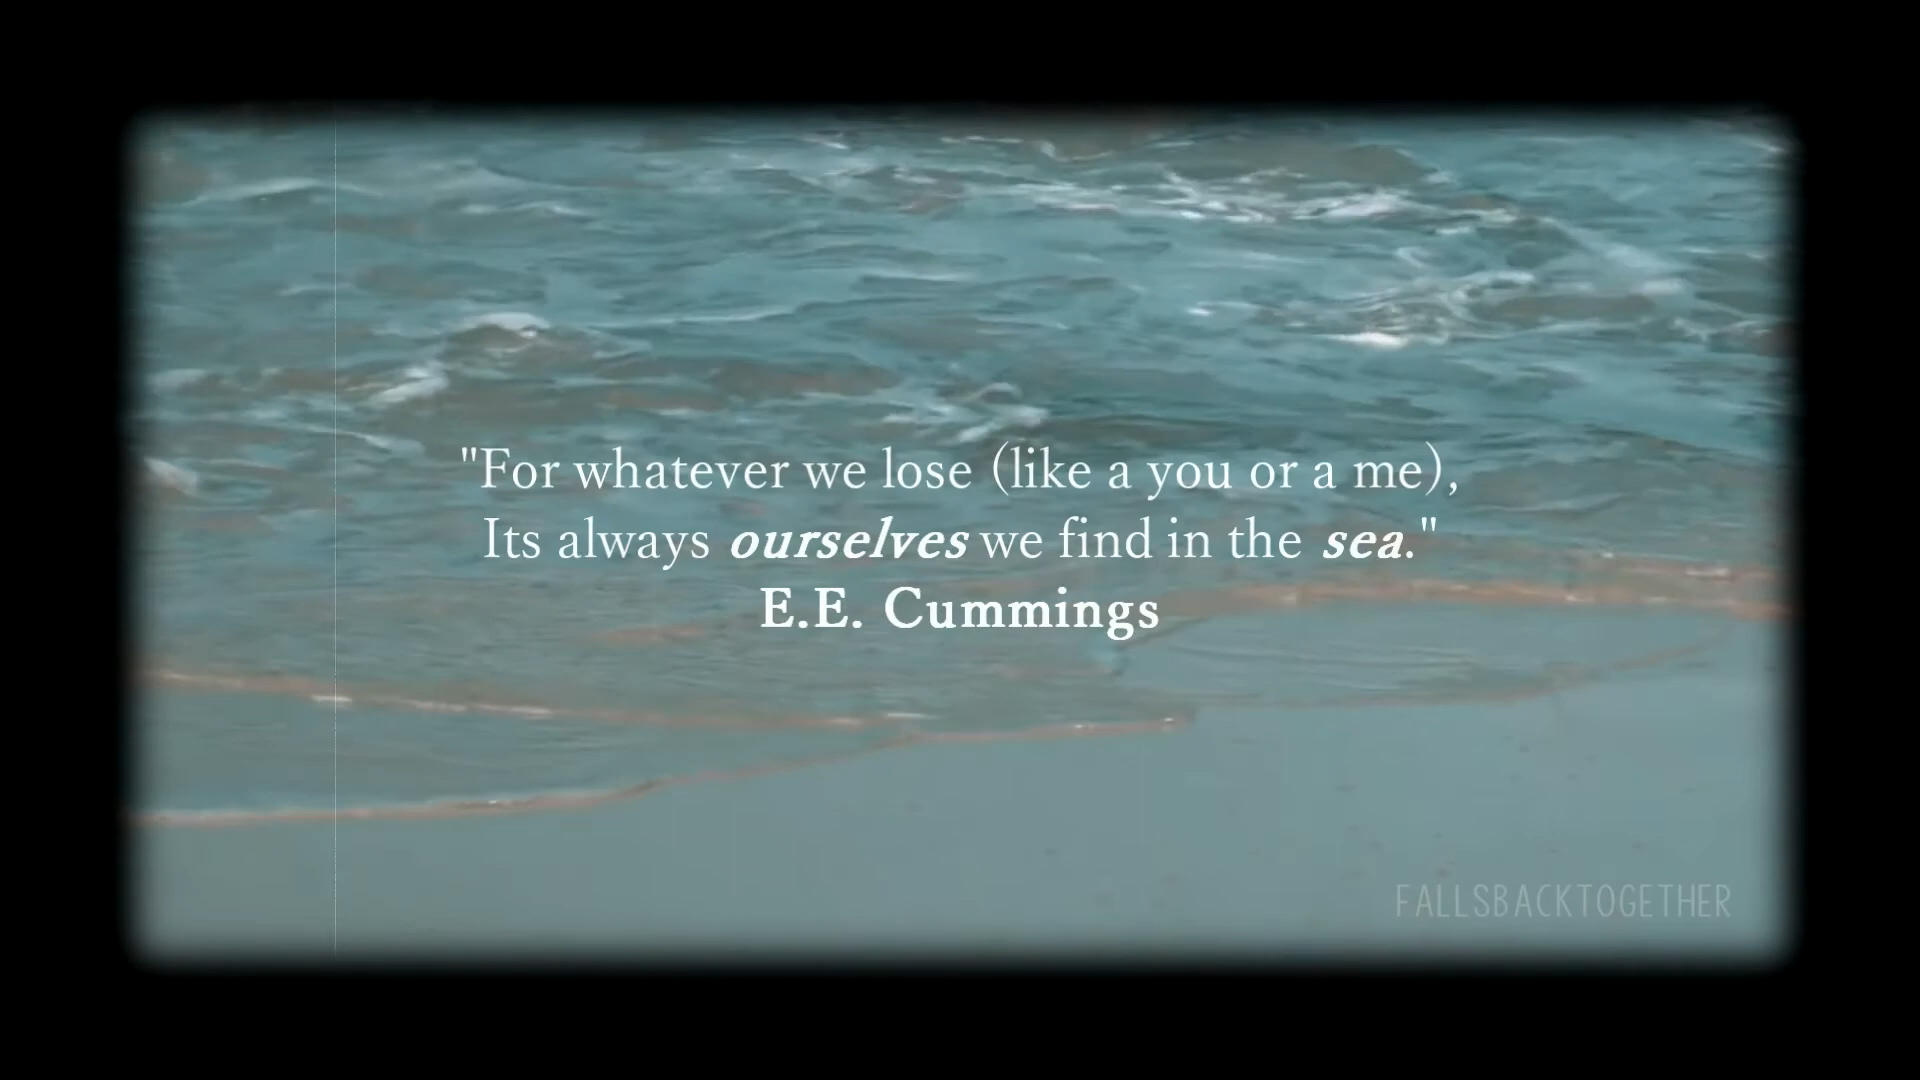 "For whatever we lose (like a you or a me),
Its always ourselves we find in the sea."
E.E. Cummings
FALLSBACKTOGETHER